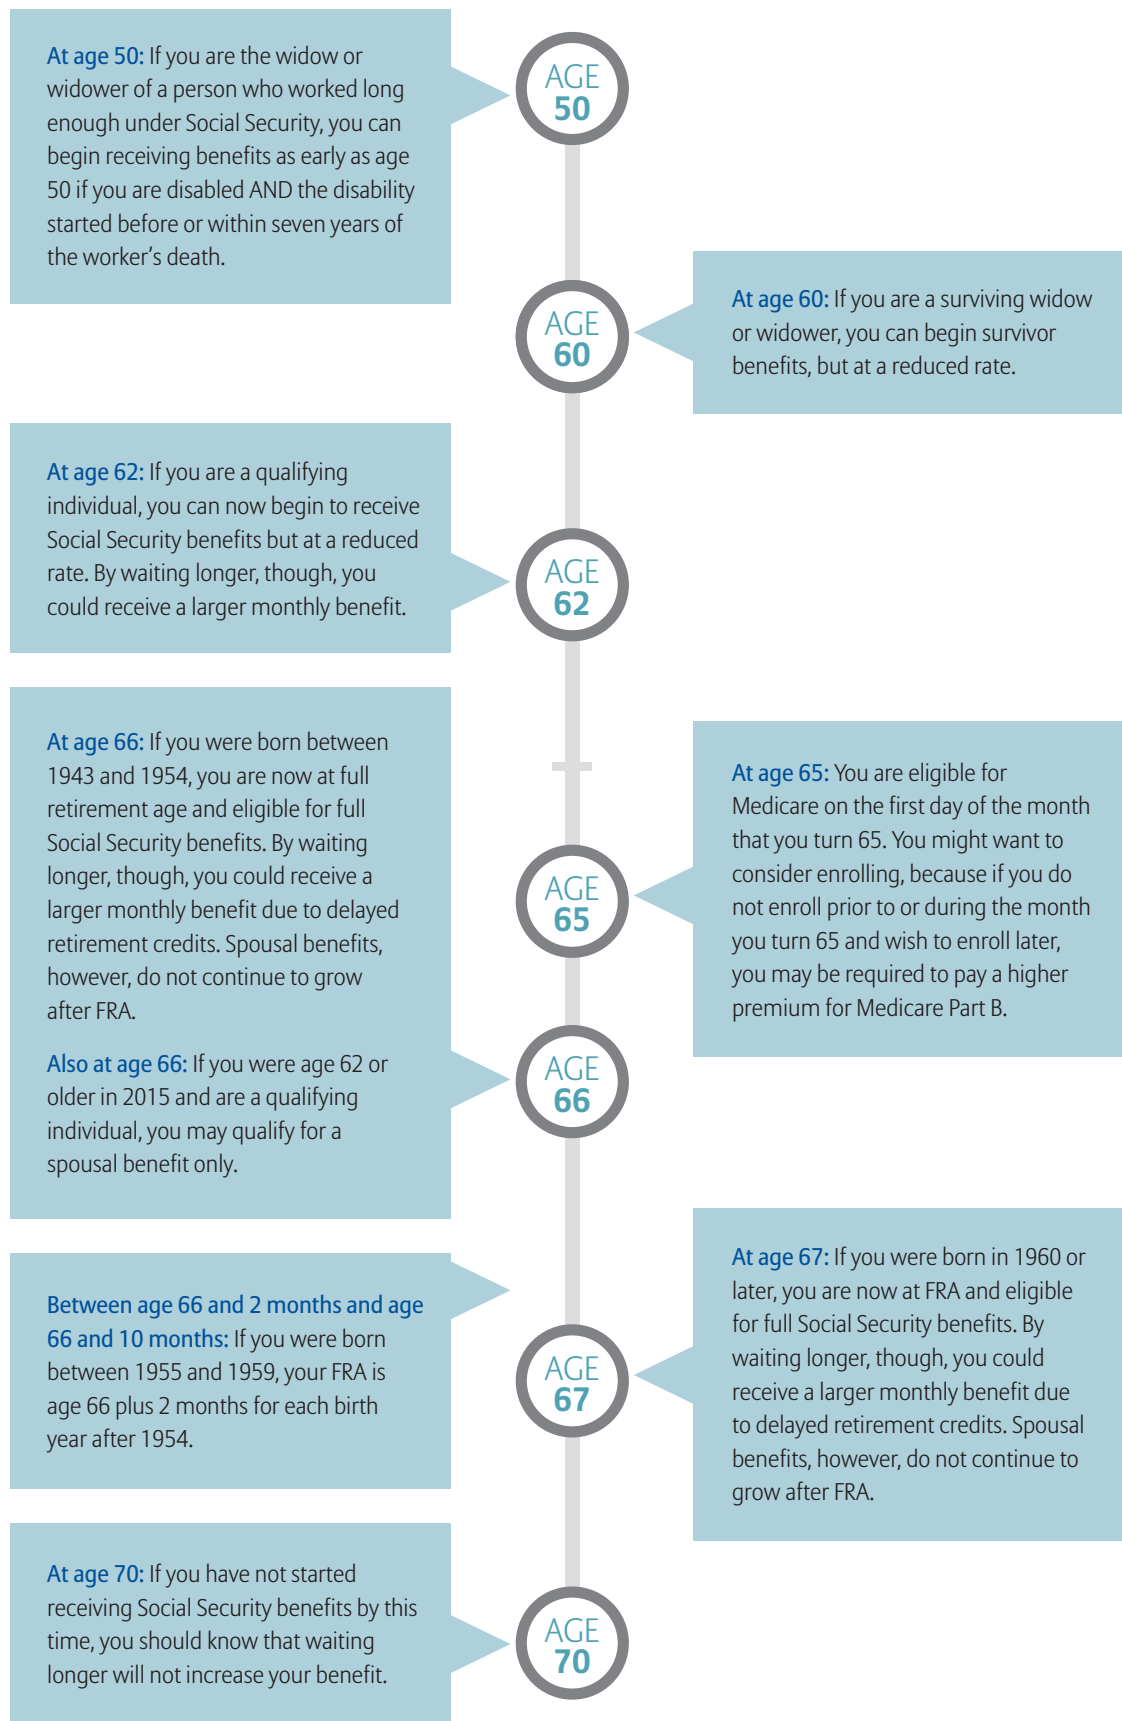 At age 50: If you are the widow or
widower of a person who worked long
enough under Social Security, you can
begin receiving benefits as early as age
50 if you are disabled AND the disability
started before or within seven years of
the worker's death.
AGE
50
AGE
60
At age 60: If you are a surviving widow
or widower, you can begin survivor
benefits, but at a reduced rate.
At age 62: If you are a qualifying
individual, you can now begin to receive
Social Security benefits but at a reduced
rate. By waiting longer, though, you
could receive a larger monthly benefit.
AGE
62
At age 65: You are eligible for
Medicare on the first day of the month
that you turn 65. You might want to
consider enrolling, because if you do
not enroll prior to or during the month
you turn 65 and wish to enroll later,
you may be required to pay a higher
premium for Medicare Part B.
AGE
65
At age 66: If you were born between
1943 and 1954, you are now at full
retirement age and eligible for full
Social Security benefits. By waiting
longer, though, you could receive a
larger monthly benefit due to delayed
retirement credits. Spousal benefits,
however, do not continue to grow
after FRA.
Also at age 66: If you were age 62 or
older in 2015 and are a qualifying
individual, you may qualify for a
spousal benefit only.
AGE
66
Between age 66 and 2 months and age
66 and 10 months: If you were born
between 1955 and 1959, your FRA is
age 66 plus 2 months for each birth
year after 1954.
AGE
67
At age 67: If you were born in 1960 or
later, you are now at FRA and eligible
for full Social Security benefits. By
waiting longer, though, you could
receive a larger monthly benefit due
to delayed retirement credits. Spousal
benefits, however, do not continue to
grow after FRA.
At age 70: If you have not started
receiving Social Security benefits by this
time, you should know that waiting
longer will not increase your benefit.
AGE
70